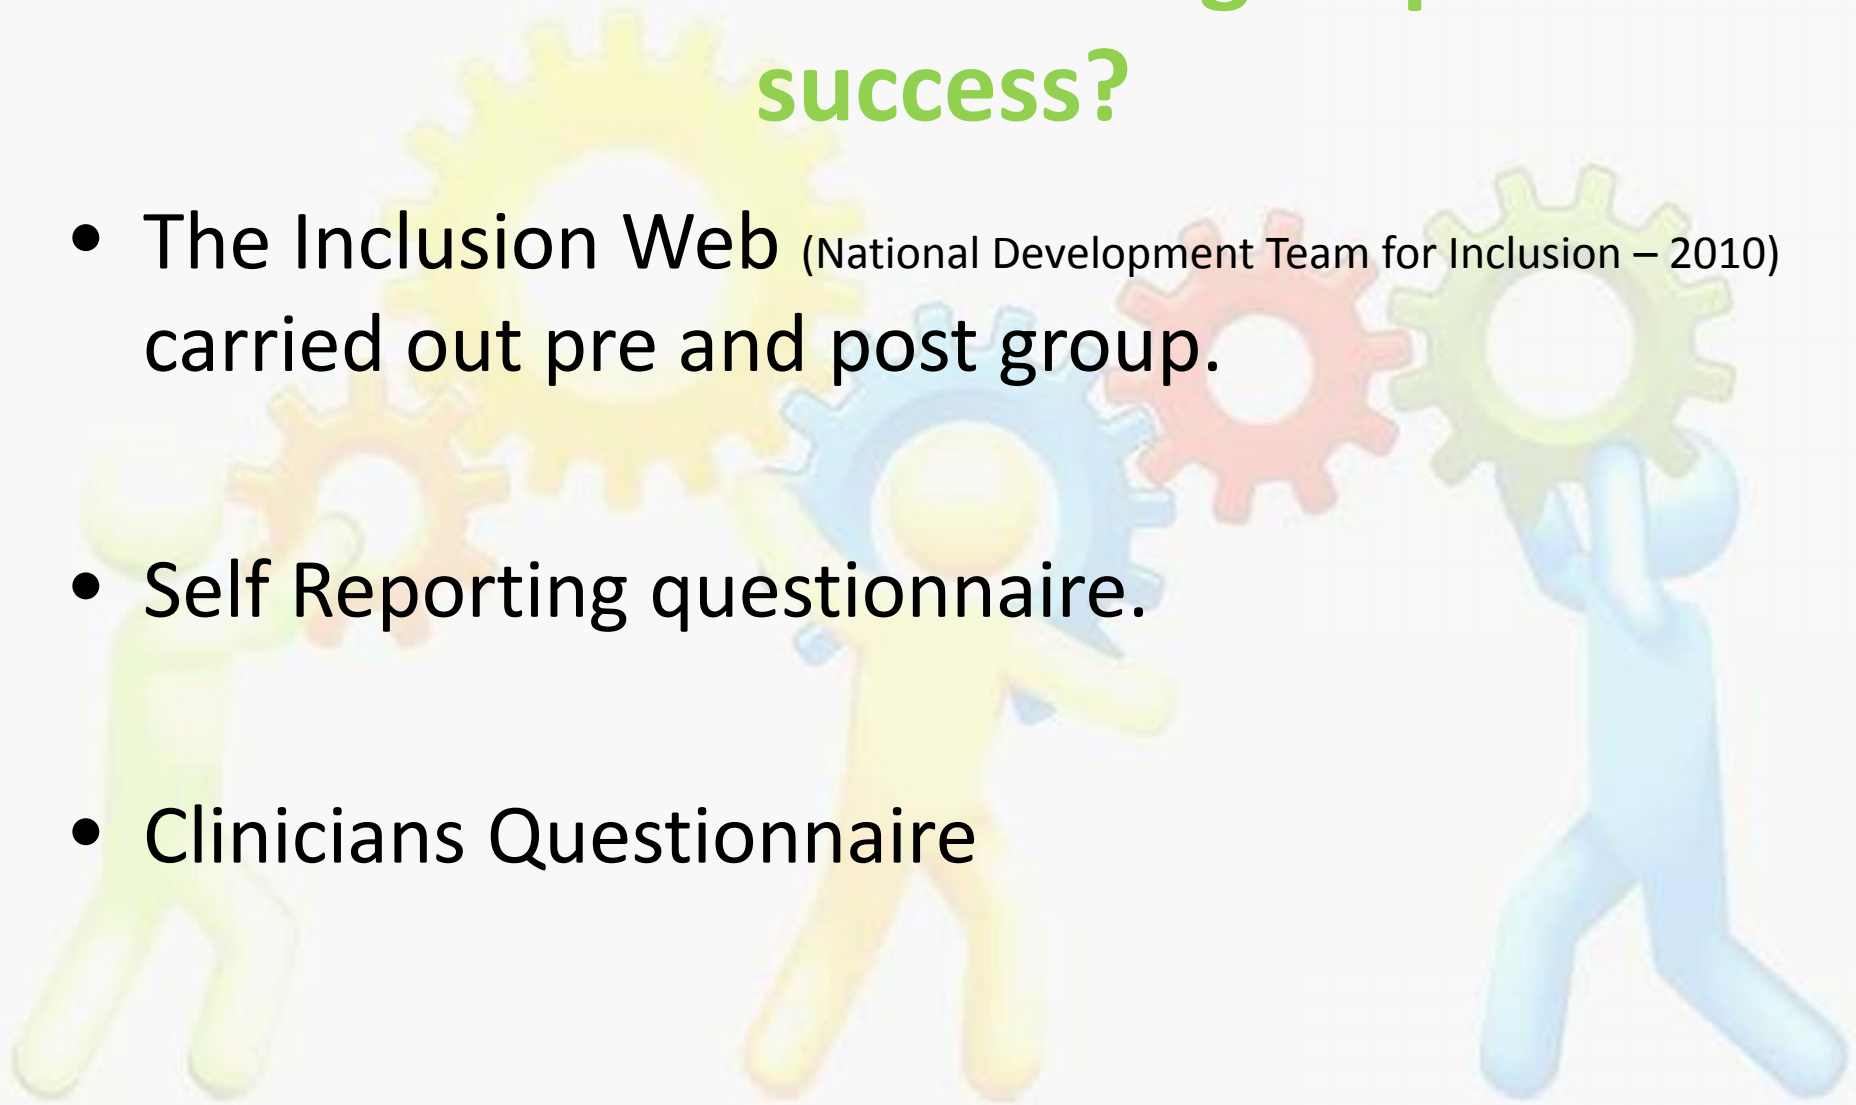 success?
• The Inclusion Web (National Development Team for Inclusion – 2010)
carried out pre and post group.
• Self Reporting questionnaire.
• Clinicians Questionnaire